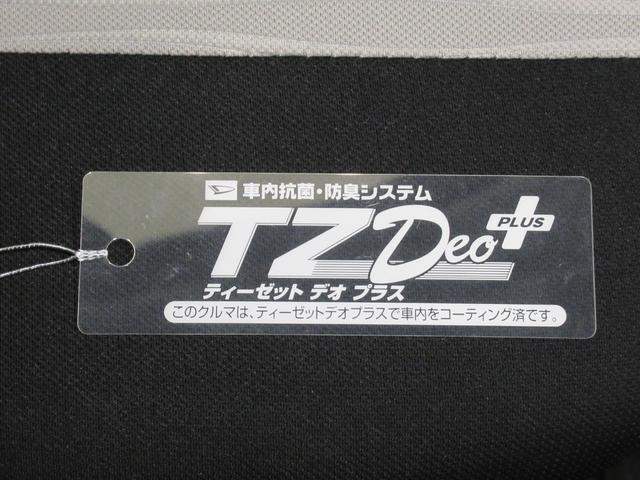 車内抗菌・防臭システム
TZ Deo PLUS
ティーゼット デオ プラス
このクルマは、ティーゼットデオプラスで車内をコーティング済です。